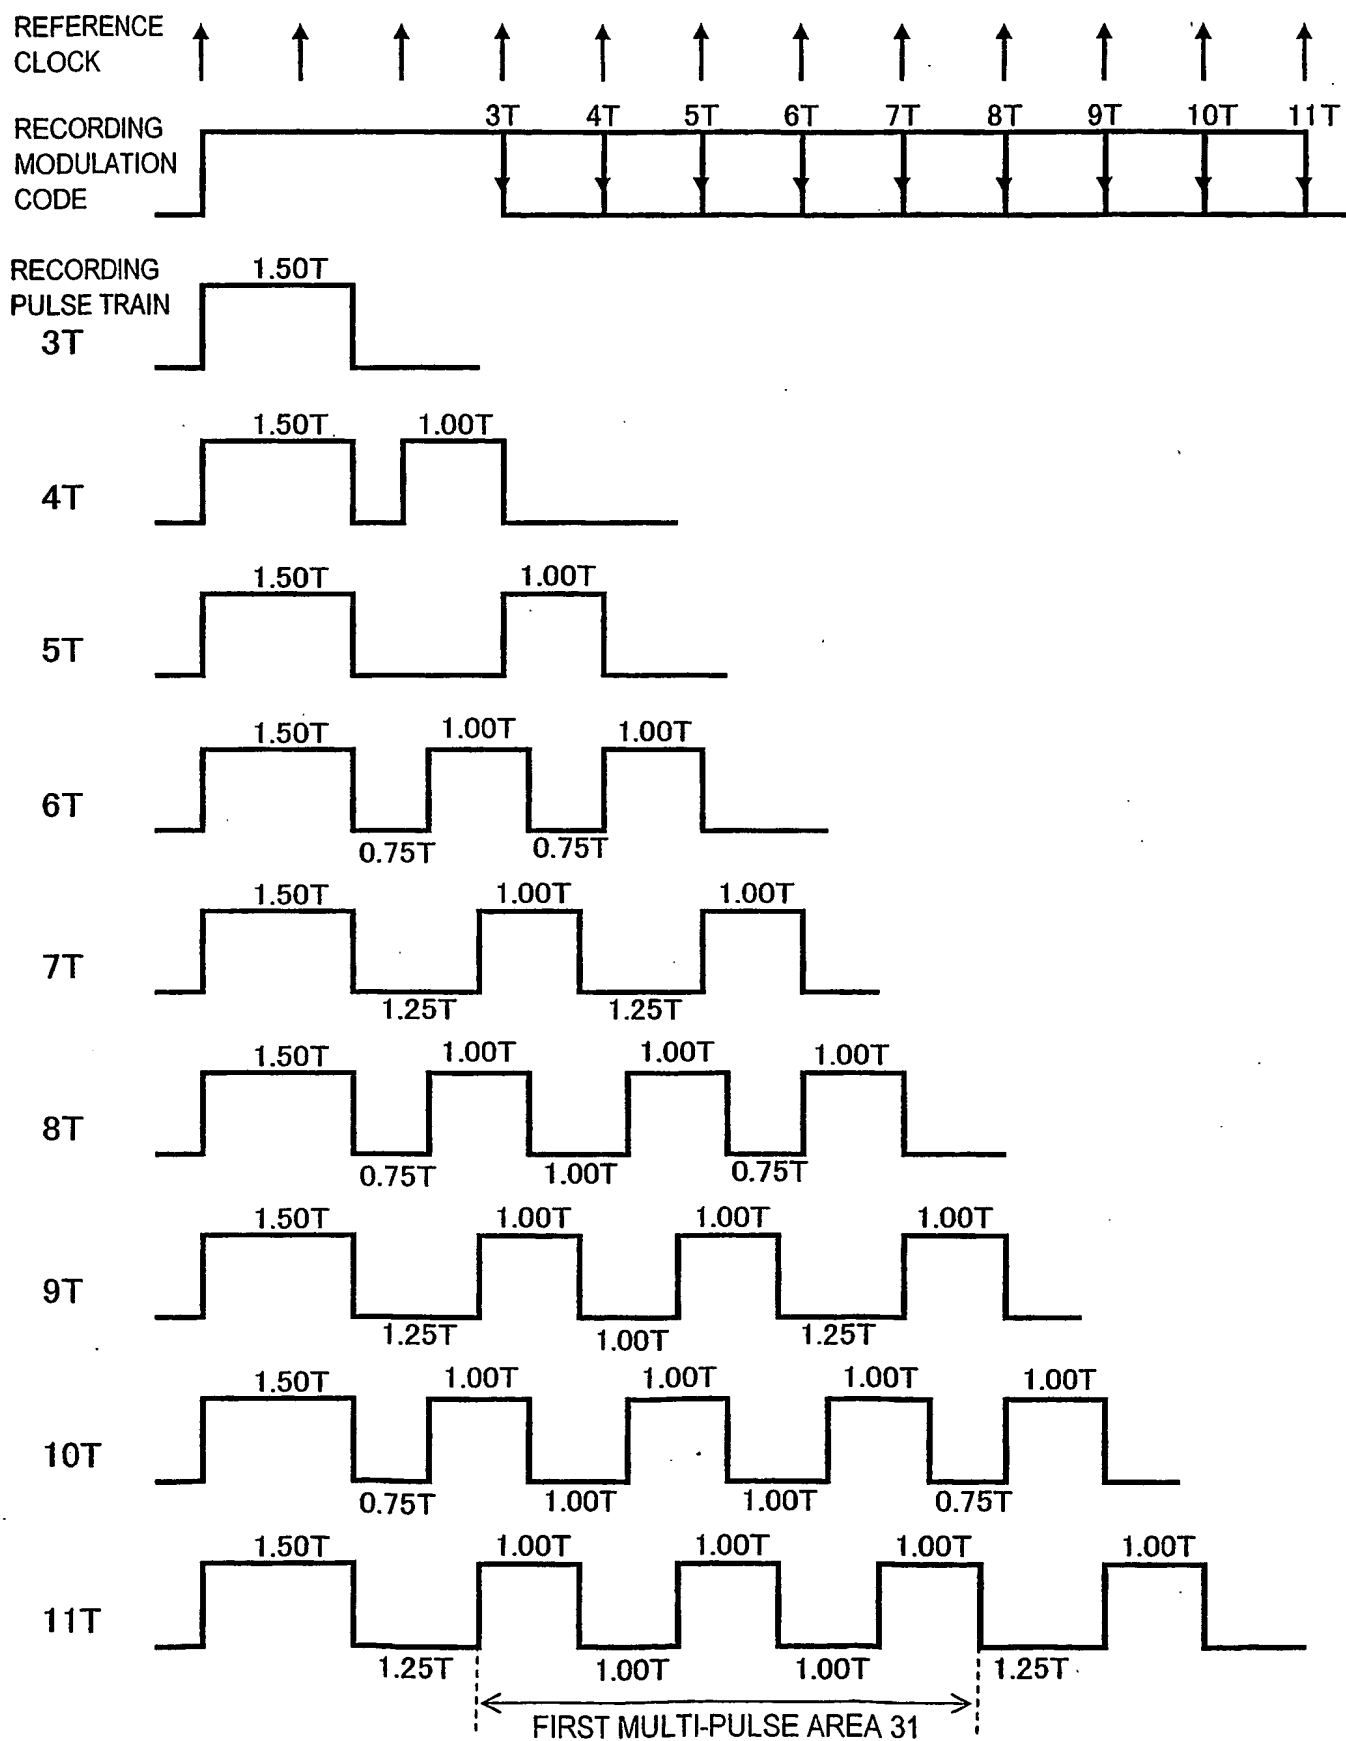 REFERENCE
CLOCK
3T 4T 5T 6T 7T 8T 9T 10T 11T
RECORDING
MODULATION
CODE
RECORDING
PULSE TRAIN
1.50T
3T
1.50T 1.00T
4T
1.50T 1.00T
5T
1.50T 1.00T 1.00T
6T
0.75T 0.75T
1.50T 1.00T 1.00T
7T
1.25T 1.25T
1.50T 1.00T 1.00T 1.00T
8T
0.75T 1.00T 0.75T
1.50T 1.00T 1.00T 1.00T
9T
1.25T 1.00T 1.25T
1.50T 1.00T 1.00T 1.00T 1.00T
10T
0.75T 1.00T 1.00T 0.75T
1.50T 1.00T 1.00T 1.00T 1.00T
11T
1.25T 1.00T 1.00T 1.25T
FIRST MULTI-PULSE AREA 31